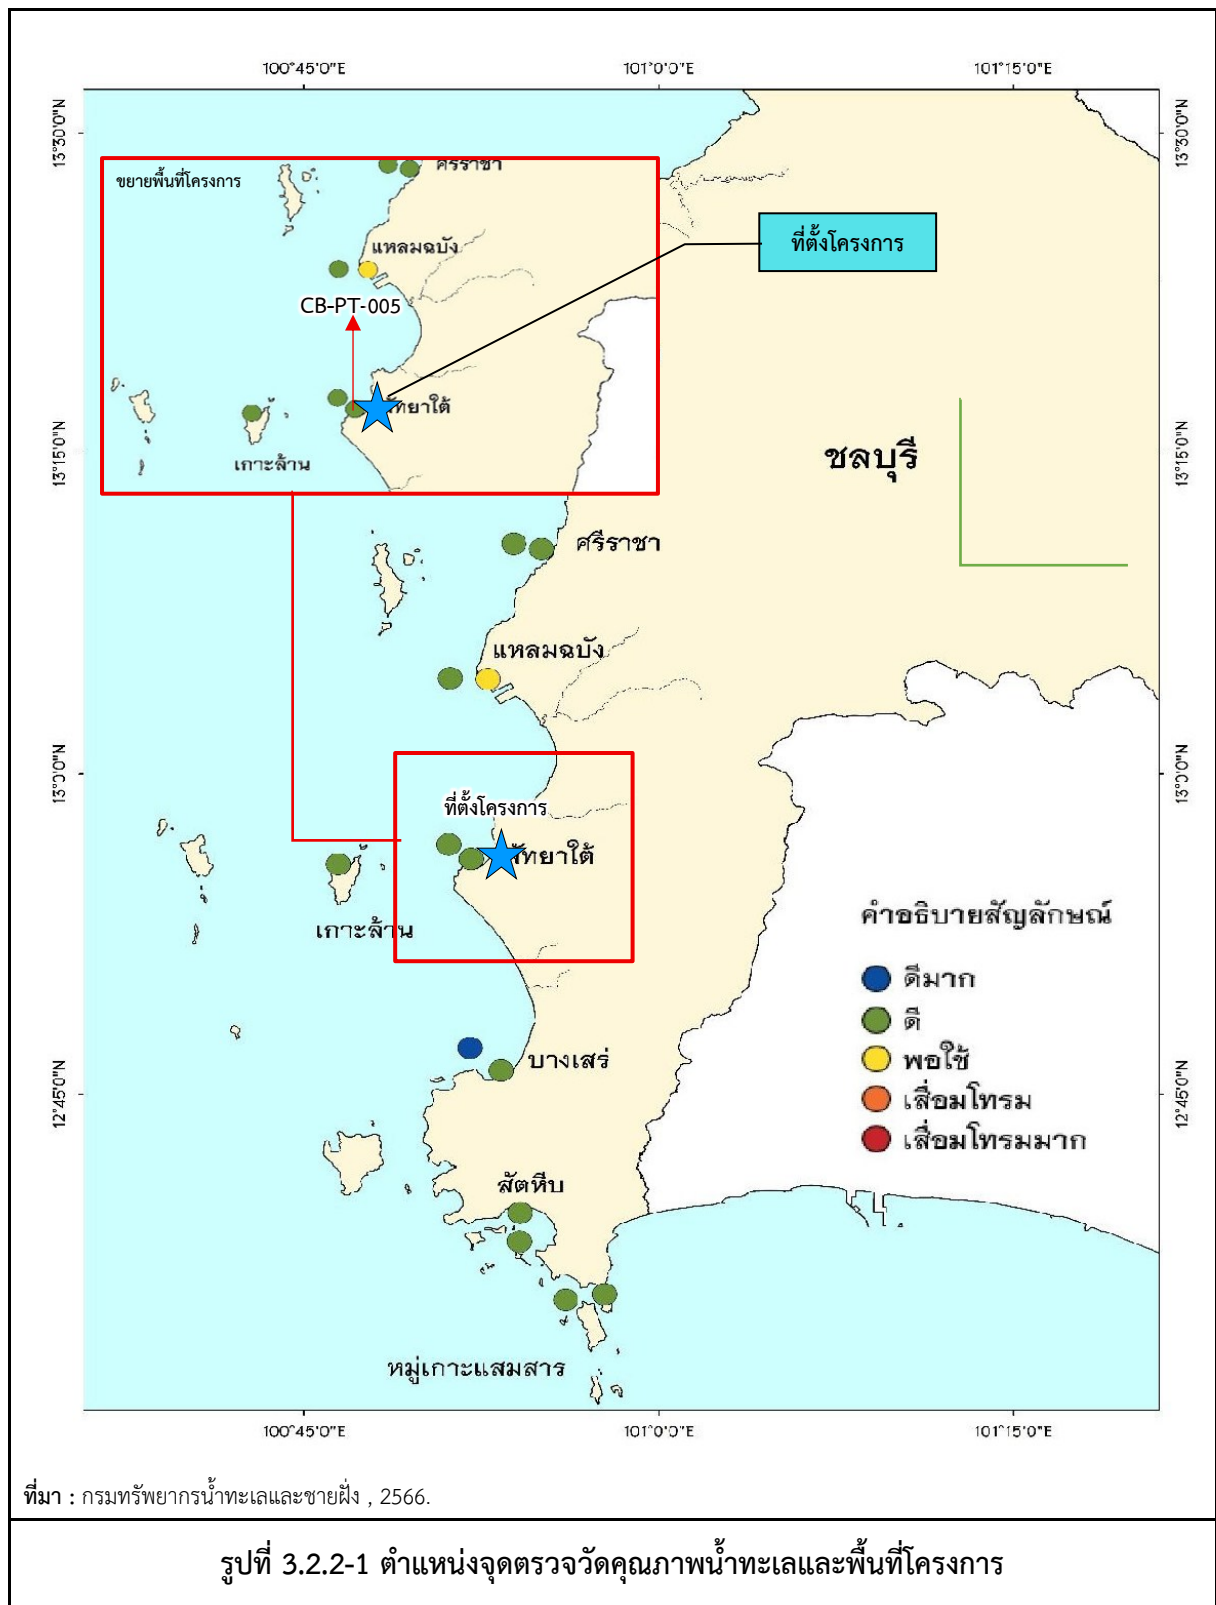 100°45'0"E
101°0'0"E
101°15'0"E
13°30'0"N
13°30'0"N
ศรีราชา
ขยายพื้นที่โครงการ
แหลมฉบัง
ที่ตั้งโครงการ
CB-PT-005
ัทยาใต้
เกาะล้าน
13°15'0"N
13°15'0"N
ชลบุรี
ศรีราชา
แหลมฉบัง
13°0'0"N
13°0'0"N
ที่ตั้งโครงการ
ัทยาใต้
เกาะล้าน
คำอธิบายสัญลักษณ์
ดีมาก
ดี
พอใช้
เสื่อมโทรม
เสื่อมโทรมมาก
บางเสร่
12°45'0"N
12°45'0"N
สัตหีบ
หมู่เกาะแสมสาร
100°45'0"E
101°0'0"E
101°15'0"E
ที่มา : กรมทรัพยากรน้ำทะเลและชายฝั่ง , 2566.
รูปที่ 3.2.2-1 ตำแหน่งจุดตรวจวัดคุณภาพน้ำทะเลและพื้นที่โครงการ